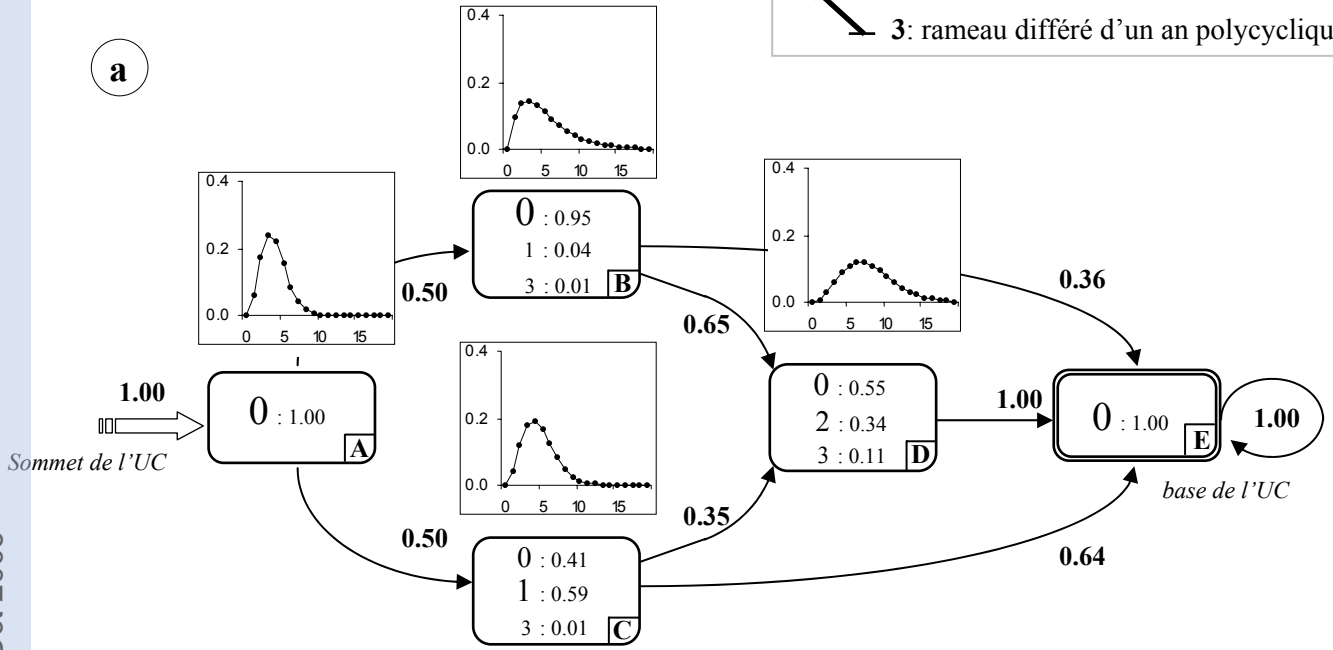 3: rameau différé d'un an polycycliqu
a
0.4
0.2
0.0
0 5 10 15
0.4
0.2
0.0
0 5 10 15
0.4
0.2
0.0
0 5 10 15
0 : 0.95
1 : 0.04
3 : 0.01 B
0.36
0.50
0.65
0.4
0.2
0.0
0 5 10 15
1.00
0 : 1.00
A
Sommet de l'UC
0 : 0.55
2 : 0.34
3 : 0.11 D
1.00
0 : 1.00
E
1.00
base de l'UC
0.50
0.35
0.64
0 : 0.41
1 : 0.59
3 : 0.01 C